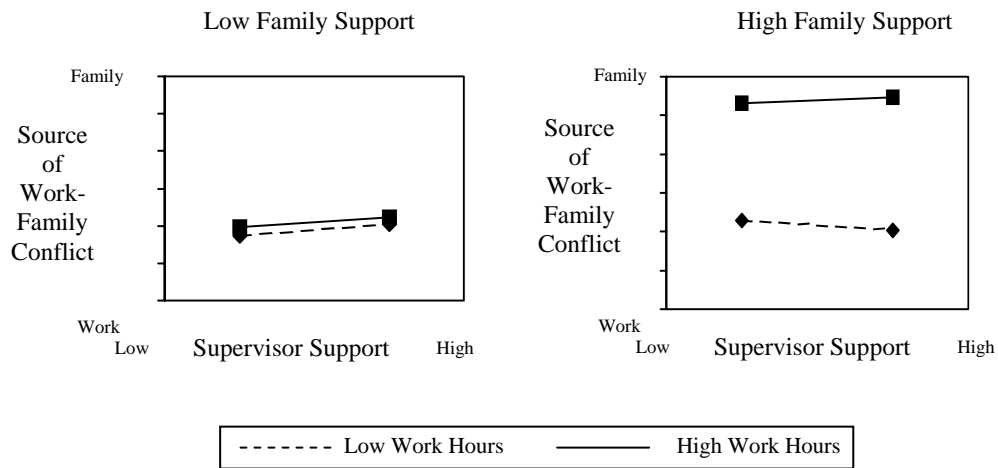 Low Family Support
Family
Source
of
Work-
Family
Conflict
Work
Low
Supervisor Support
High
High Family Support
Family
Source
of
Work-
Family
Conflict
Work
Low
Supervisor Support
High
Low Work Hours
High Work Hours